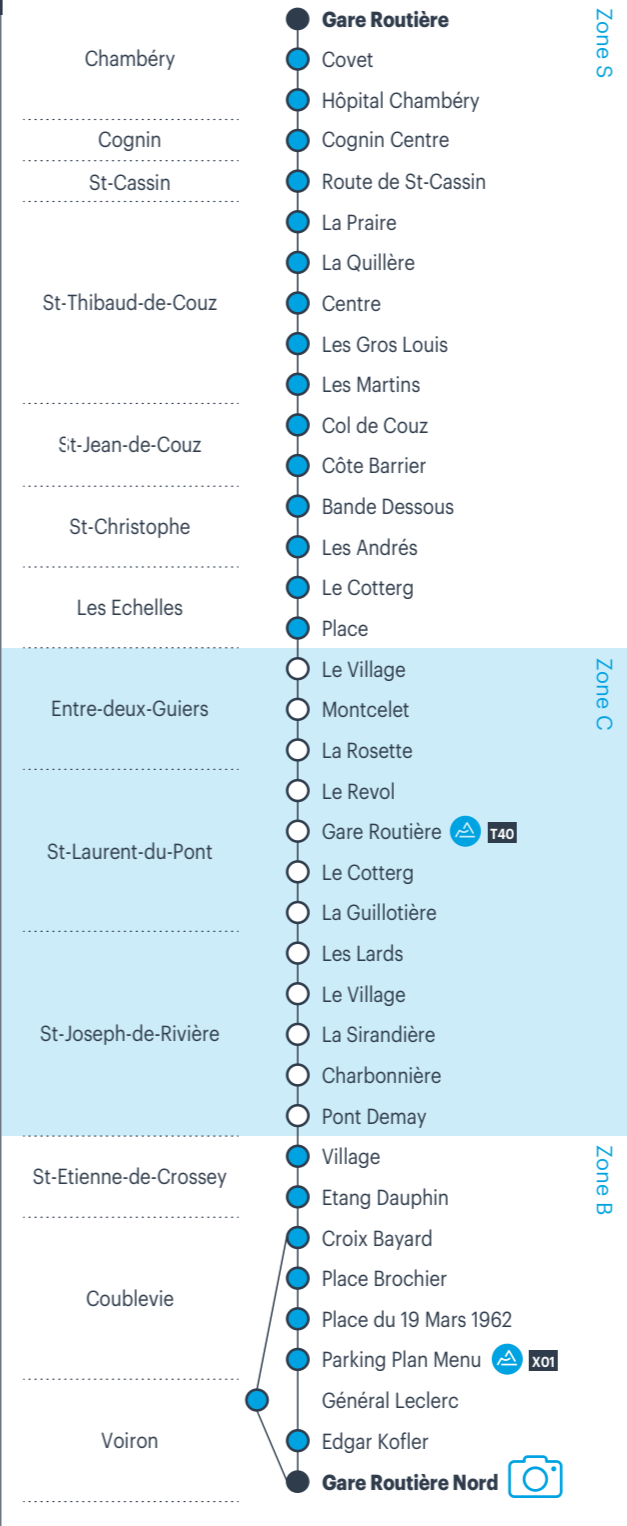 Gare Routière
Zone S
Chambéry
Covet
Hôpital Chambéry
Cognin
Cognin Centre
St-Cassin
Route de St-Cassin
La Praire
La Quillère
St-Thibaud-de-Couz
Centre
Les Gros Louis
Les Martins
Col de Couz
St-Jean-de-Couz
Côte Barrier
Bande Dessous
St-Christophe
Les Andrés
Le Cotterg
Les Echelles
Place
Le Village
Zone C
Entre-deux-Guiers
Montcelet
La Rosette
Le Revol
Gare Routière T40
St-Laurent-du-Pont
Le Cotterg
La Guillotière
Les Lards
Le Village
St-Joseph-de-Rivière
La Sirandière
Charbonnière
Pont Demay
Village
Zone B
St-Etienne-de-Crossey
Etang Dauphin
Croix Bayard
Place Brochier
Coublevie
Place du 19 Mars 1962
Parking Plan Menu X01
Général Leclerc
Voiron
Edgar Kofler
Gare Routière Nord